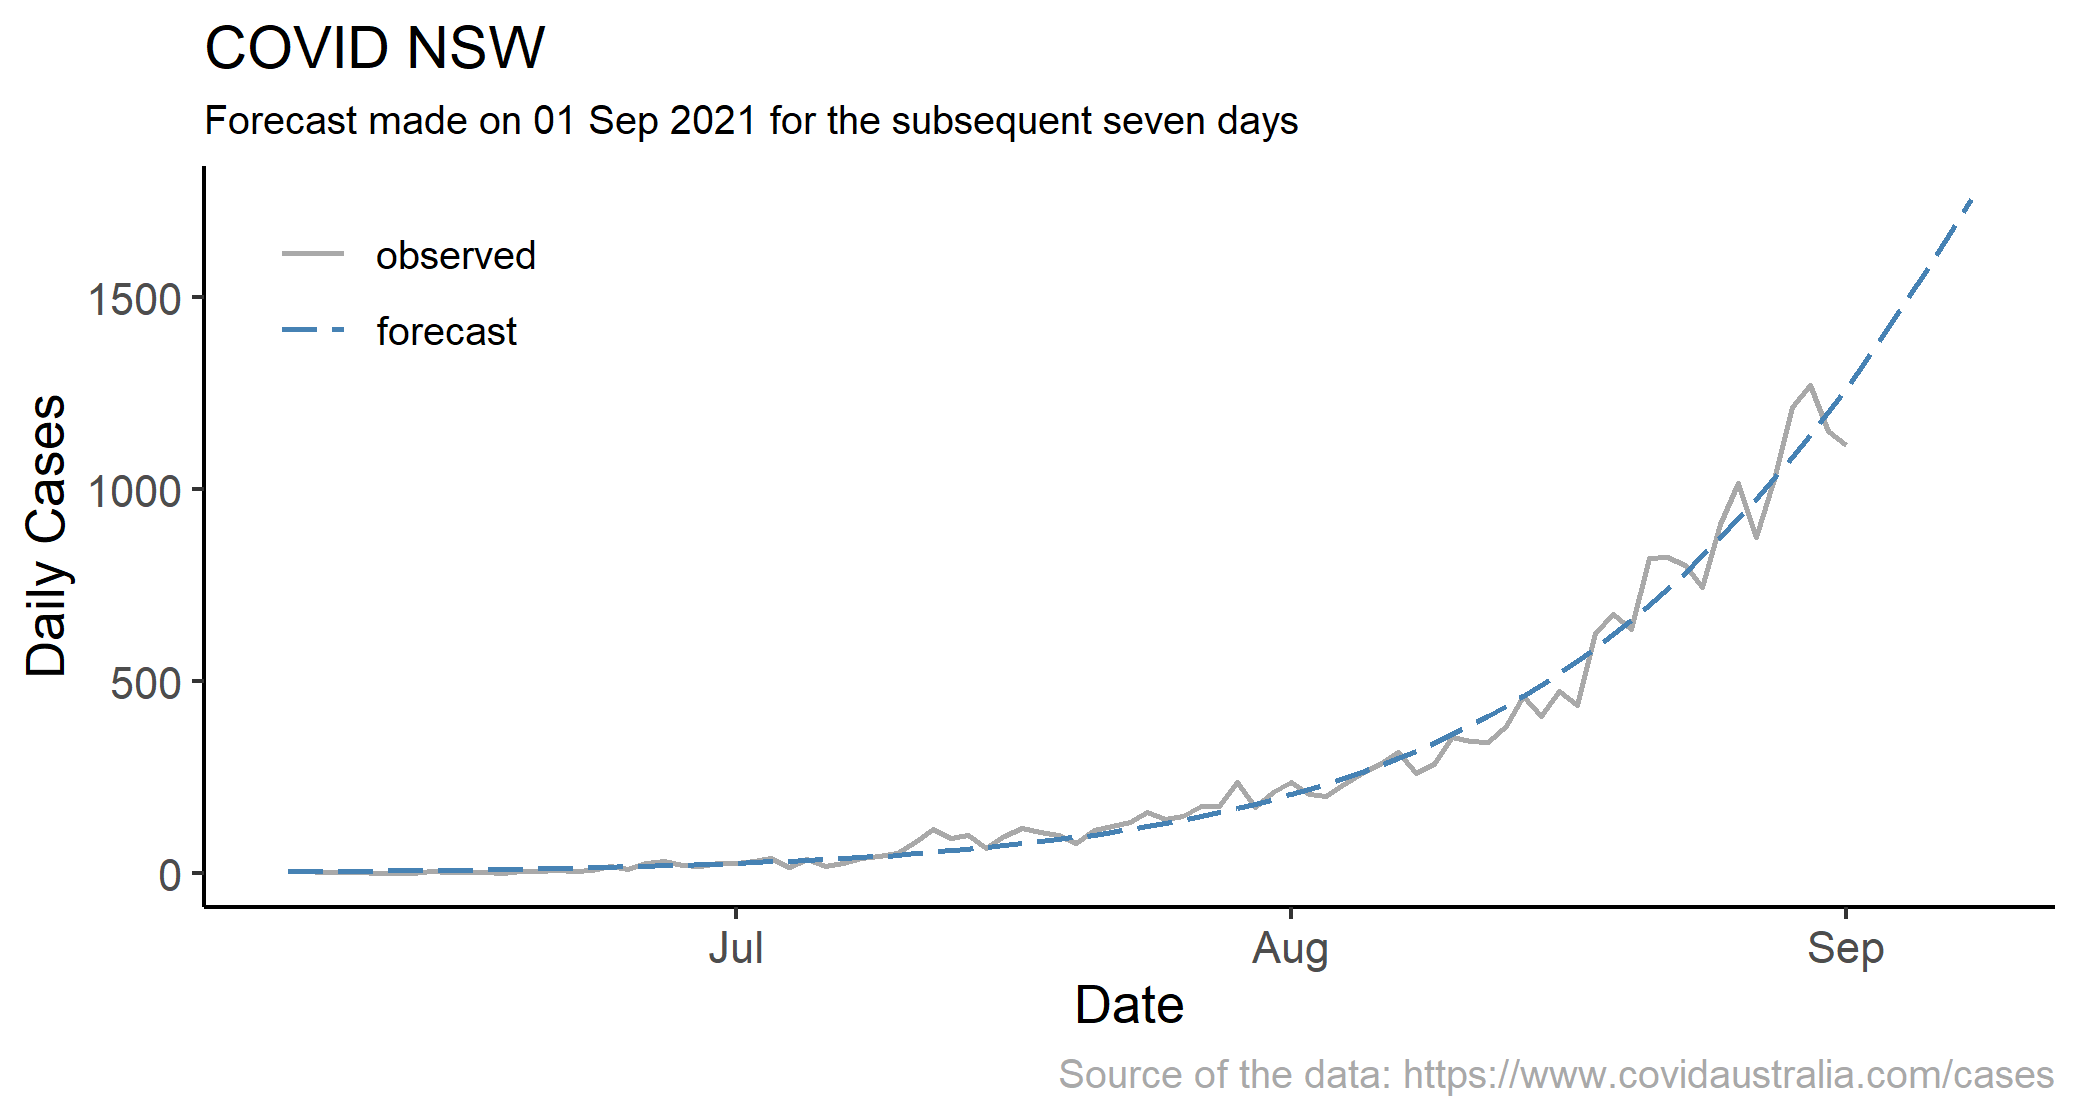 COVID NSW
Forecast made on 01 Sep 2021 for the subsequent seven days
observed
forecast
Daily Cases
1500
1000
500
0
Jul Aug Sep
Date
Source of the data: https://www.covidaustralia.com/cases